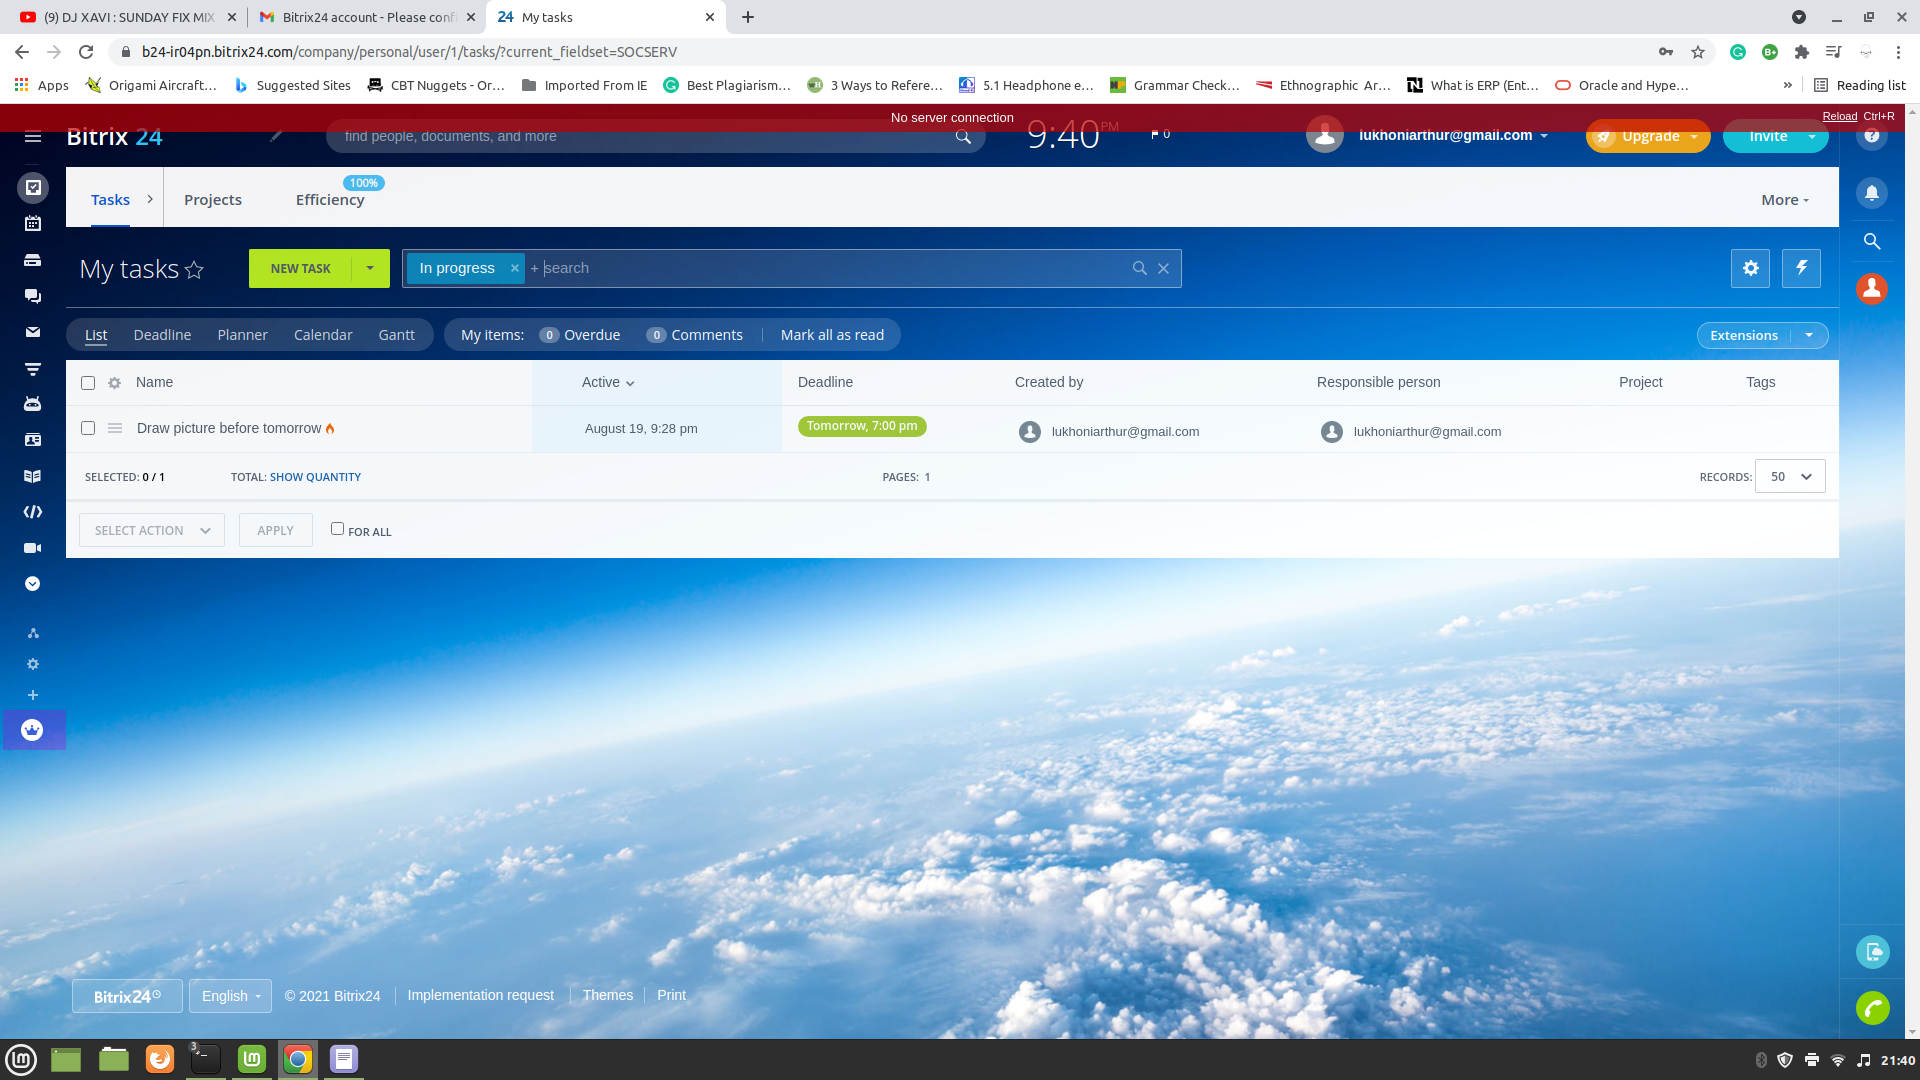 (9) DJ XAVI : SUNDAY FIX MIX
Bitrix24 account - Please conf
24 My tasks
b24-ir04pn.bitrix24.com/company/personal/user/1/tasks/?current_fieldset=SOCSERV
Apps
Origami Aircraft…
Suggested Sites
CBT Nuggets - Or…
Imported From IE
Best Plagiarism…
3 Ways to Refere…
5.1 Headphone e…
Grammar Check…
Ethnographic Ar…
What is ERP (Ent…
Oracle and Hype…
»
Reading list
No server connection
Reload Ctrl+R
Bitrix 24
find people, documents, and more
9:40 PM
0
lukhoniarthur@gmail.com
Upgrade
Invite
?
Tasks
Projects
Efficiency
100%
More
My tasks
NEW TASK
In progress × + search
List
Deadline
Planner
Calendar
Gantt
My items:
0 Overdue
0 Comments
Mark all as read
Extensions
Name
Active
Deadline
Created by
Responsible person
Project
Tags
Draw picture before tomorrow
August 19, 9:28 pm
Tomorrow, 7:00 pm
lukhoniarthur@gmail.com
lukhoniarthur@gmail.com
SELECTED: 0 / 1
TOTAL: SHOW QUANTITY
PAGES: 1
RECORDS: 50
SELECT ACTION
APPLY
FOR ALL
Bitrix24
English
© 2021 Bitrix24
Implementation request
Themes
Print
3
21:40